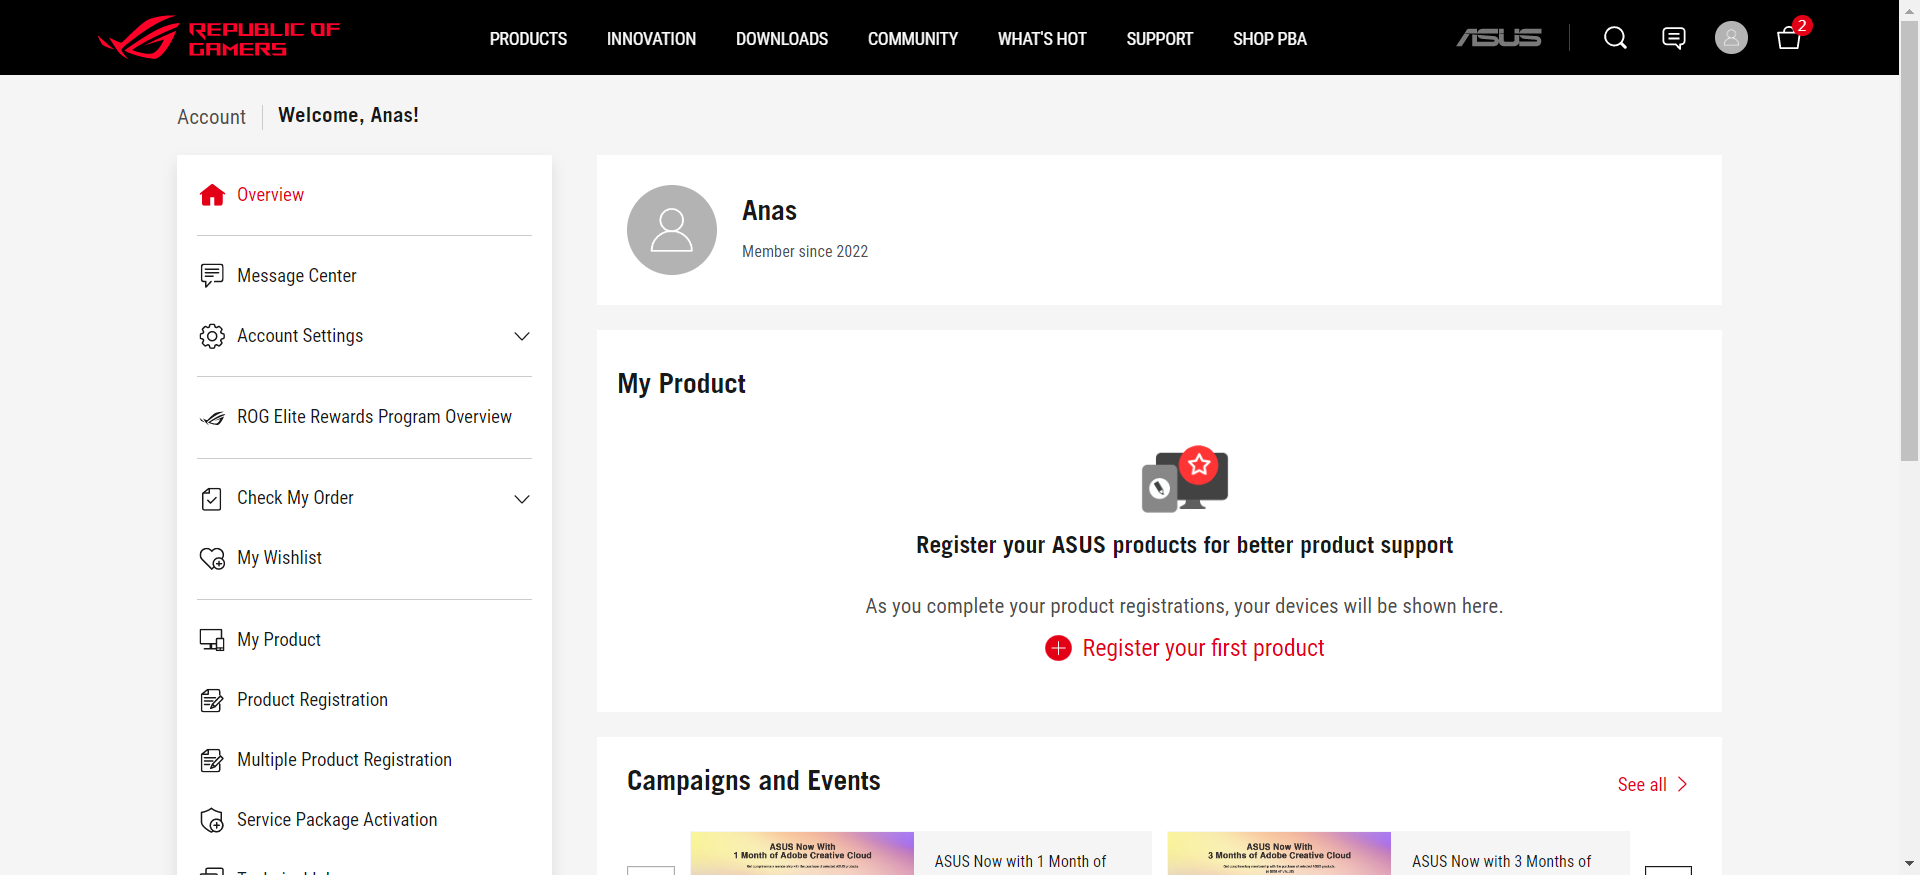 REPUBLIC OF
GAMERS
PRODUCTS INNOVATION DOWNLOADS COMMUNITY WHAT'S HOT SUPPORT SHOP PBA
ASUS
2
Account
Welcome, Anas!
Overview
Message Center
Account Settings
ROG Elite Rewards Program Overview
Check My Order
My Wishlist
My Product
Product Registration
Multiple Product Registration
Service Package Activation
Anas
Member since 2022
My Product
Register your ASUS products for better product support
As you complete your product registrations, your devices will be shown here.
Register your first product
Campaigns and Events
See all
ASUS Now With
1 Month of Adobe Creative Cloud
ASUS Now with 1 Month of
ASUS Now With
3 Months of Adobe Creative Cloud
ASUS Now with 3 Months of